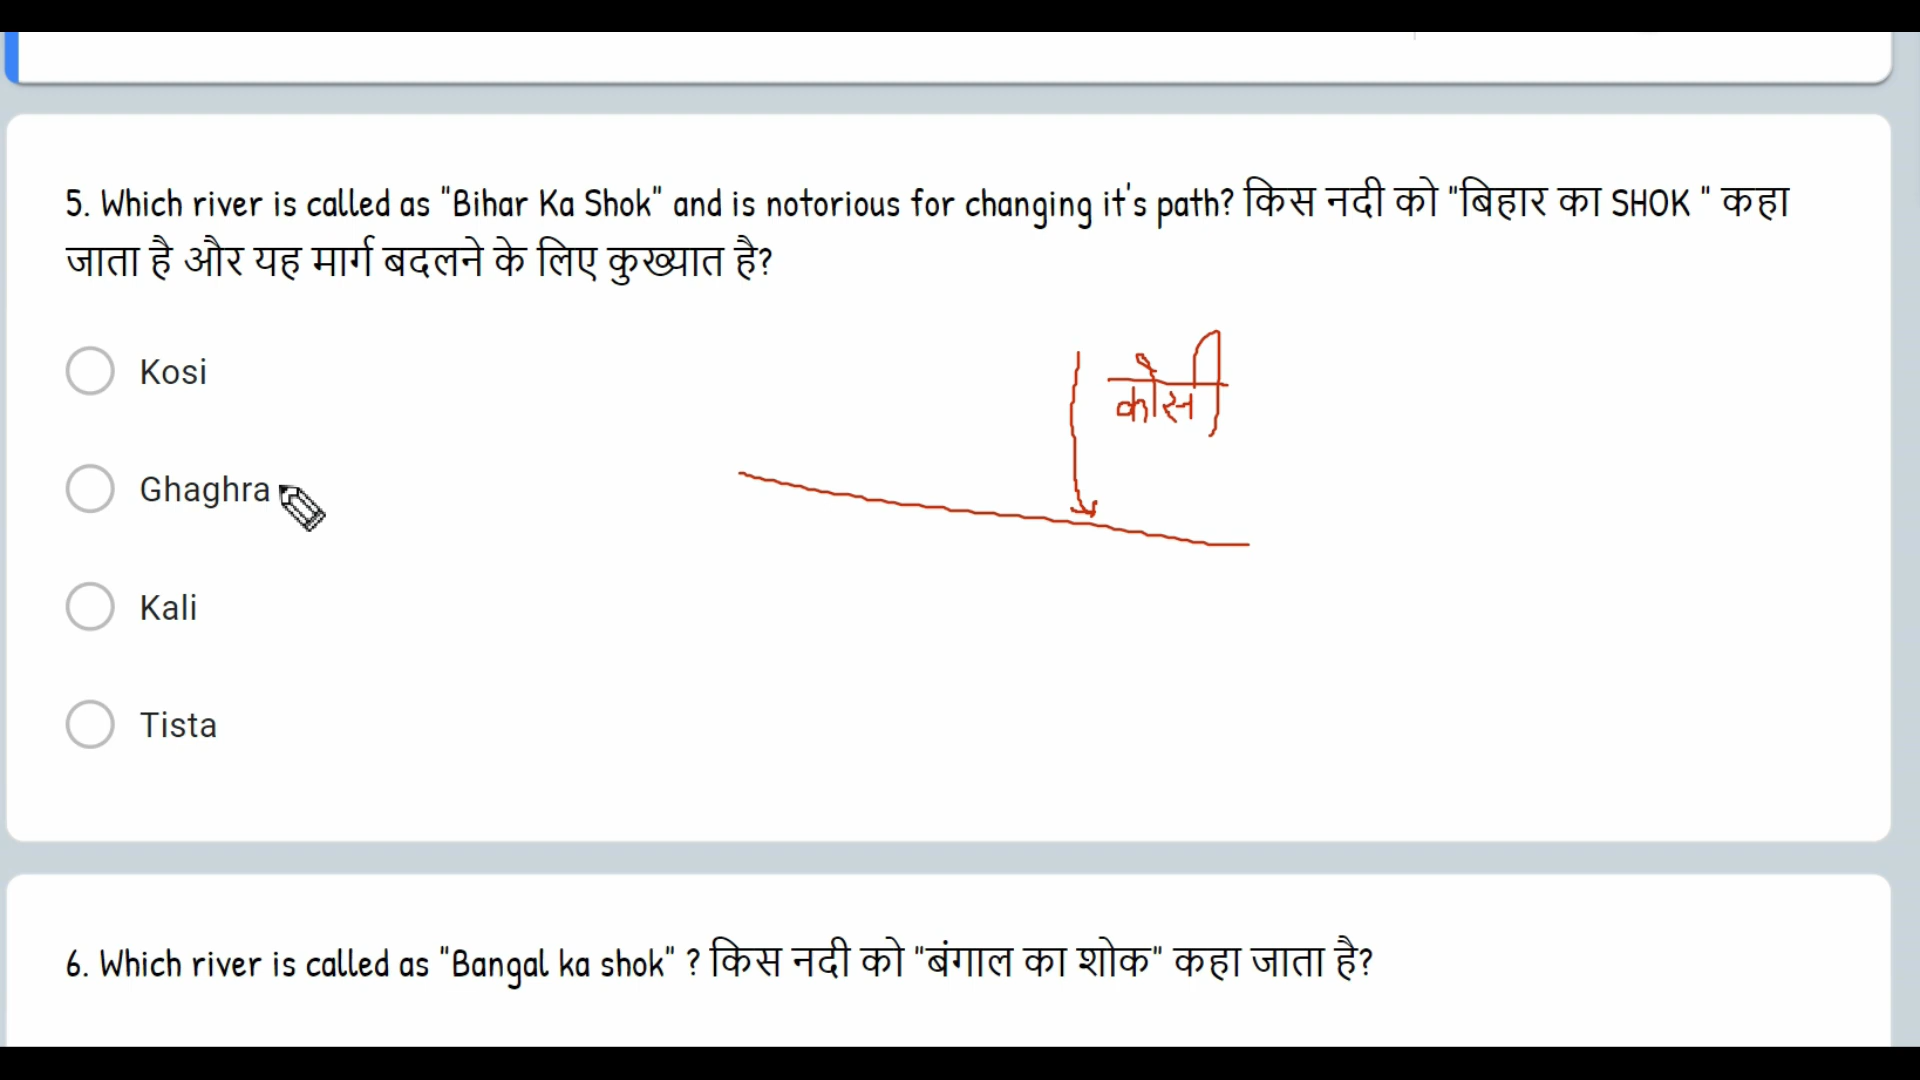 5. Which river is called as "Bihar Ka Shok" and is notorious for changing it's path? किस नदी को "बिहार का SHOK " कहा
जाता है और यह मार्ग बदलने के लिए कुख्यात है?
Kosi
कोसी
Ghaghra
Kali
Tista
6. Which river is called as "Bangal ka shok" ? किस नदी को "बंगाल का शोक" कहा जाता है?